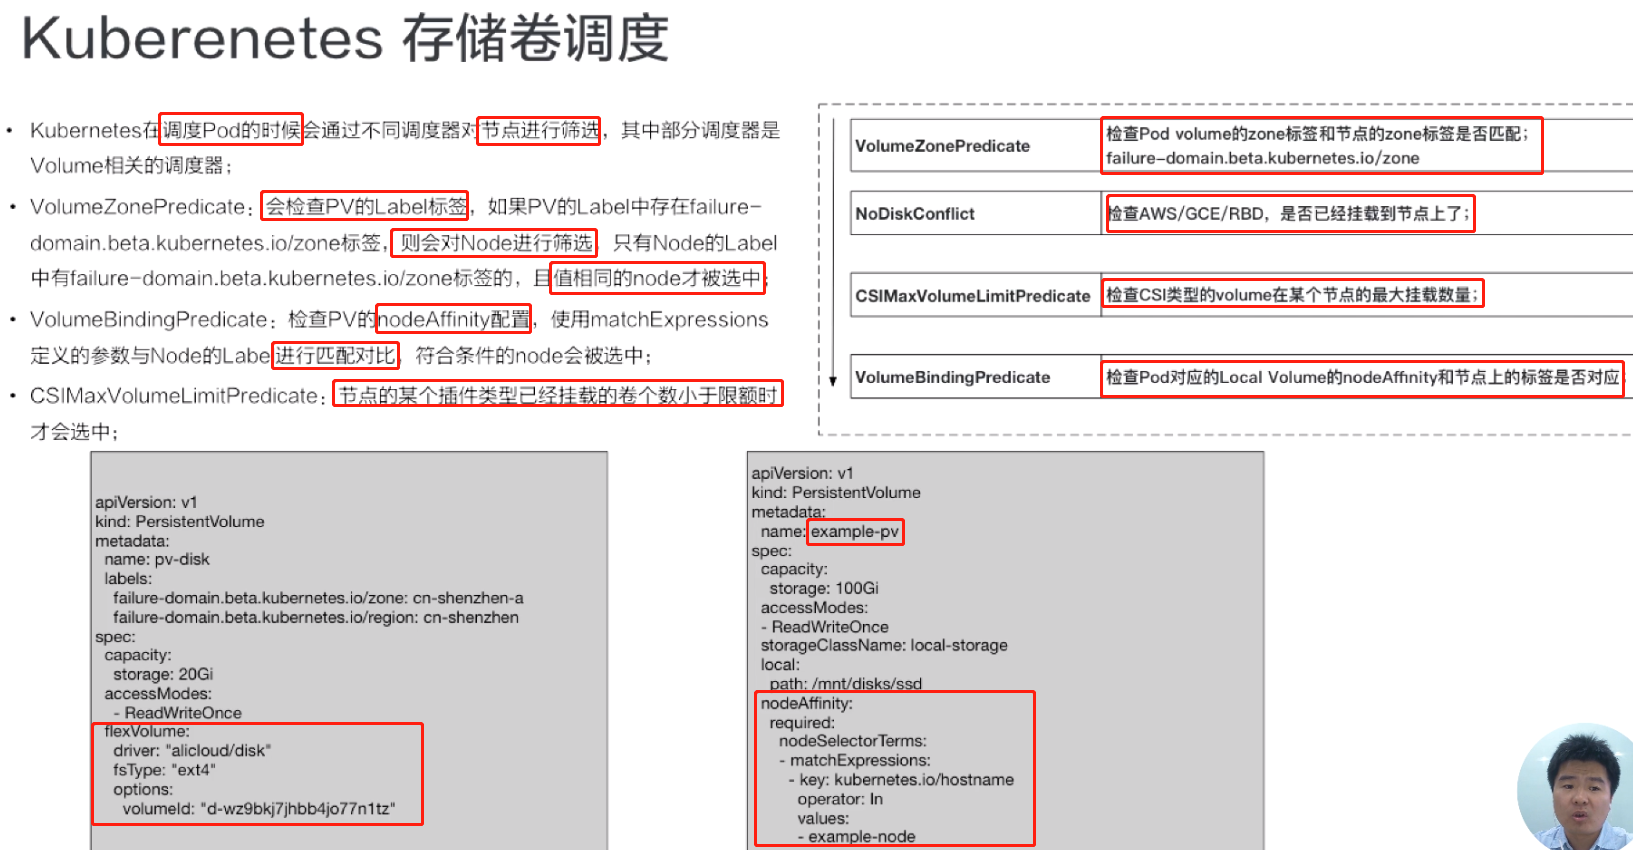 Kuberenetes 存储卷调度
• Kubernetes在调度Pod的时候会通过不同调度器对节点进行筛选，其中部分调度器是
Volume相关的调度器；
• VolumeZonePredicate：会检查PV的Label标签，如果PV的Label中存在failure-
domain.beta.kubernetes.io/zone标签，则会对Node进行筛选，只有Node的Label
中有failure-domain.beta.kubernetes.io/zone标签的，且值相同的node才被选中；
• VolumeBindingPredicate：检查PV的nodeAffinity配置，使用matchExpressions
定义的参数与Node的Labe进行匹配对比，符合条件的node会被选中；
• CSIMaxVolumeLimitPredicate：节点的某个插件类型已经挂载的卷个数小于限额时
才会选中；
VolumeZonePredicate
检查Pod volume的zone标签和节点的zone标签是否匹配；
failure-domain.beta.kubernetes.io/zone
NoDiskConflict
检查AWS/GCE/RBD，是否已经挂载到节点上了；
CSIMaxVolumeLimitPredicate
检查CSI类型的volume在某个节点的最大挂载数量；
VolumeBindingPredicate
检查Pod对应的Local Volume的nodeAffinity和节点上的标签是否对应
apiVersion: v1
kind: PersistentVolume
metadata:
name: pv-disk
labels:
failure-domain.beta.kubernetes.io/zone: cn-shenzhen-a
failure-domain.beta.kubernetes.io/region: cn-shenzhen
spec:
capacity:
storage: 20Gi
accessModes:
- ReadWriteOnce
flexVolume:
driver: "alicloud/disk"
fsType: "ext4"
options:
volumeId: "d-wz9bkj7jhbb4jo77n1tz"
apiVersion: v1
kind: PersistentVolume
metadata:
name: example-pv
spec:
capacity:
storage: 100Gi
accessModes:
- ReadWriteOnce
storageClassName: local-storage
local:
path: /mnt/disks/ssd
nodeAffinity:
required:
nodeSelectorTerms:
- matchExpressions:
- key: kubernetes.io/hostname
operator: In
values:
- example-node